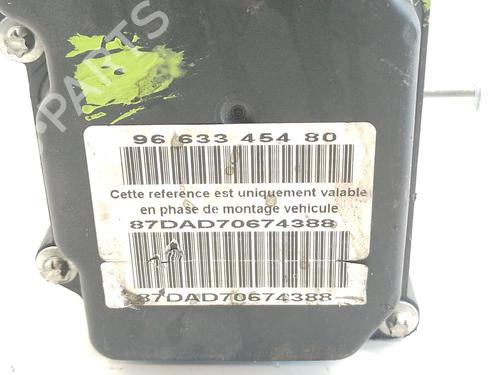 PARTS
96 633 454 80
Cette reference est uniquement valable
en phase de montage vehicule
87DAD70674388
87DAD70674388